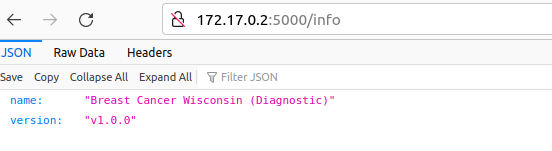 172.17.0.2:5000/info
JSON Raw Data Headers
Save Copy Collapse All Expand All Filter JSON
name: "Breast Cancer Wisconsin (Diagnostic)"
version: "v1.0.0"